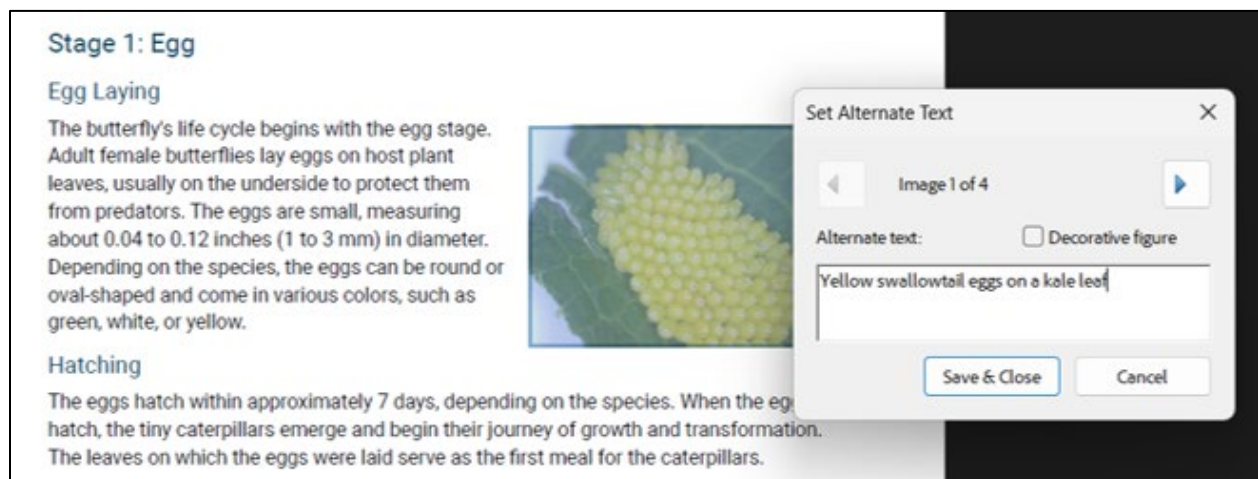 Stage 1: Egg
Egg Laying
The butterfly's life cycle begins with the egg stage.
Adult female butterflies lay eggs on host plant
leaves, usually on the underside to protect them
from predators. The eggs are small, measuring
about 0.04 to 0.12 inches (1 to 3 mm) in diameter.
Depending on the species, the eggs can be round or
oval-shaped and come in various colors, such as
green, white, or yellow.
Hatching
The eggs hatch within approximately 7 days, depending on the species. When the eg
hatch, the tiny caterpillars emerge and begin their journey of growth and transformation.
The leaves on which the eggs were laid serve as the first meal for the caterpillars.
Set Alternate Text
Image 1 of 4
Alternate text:
Decorative figure
Yellow swallowtail eggs on a kale leaf
Save & Close
Cancel